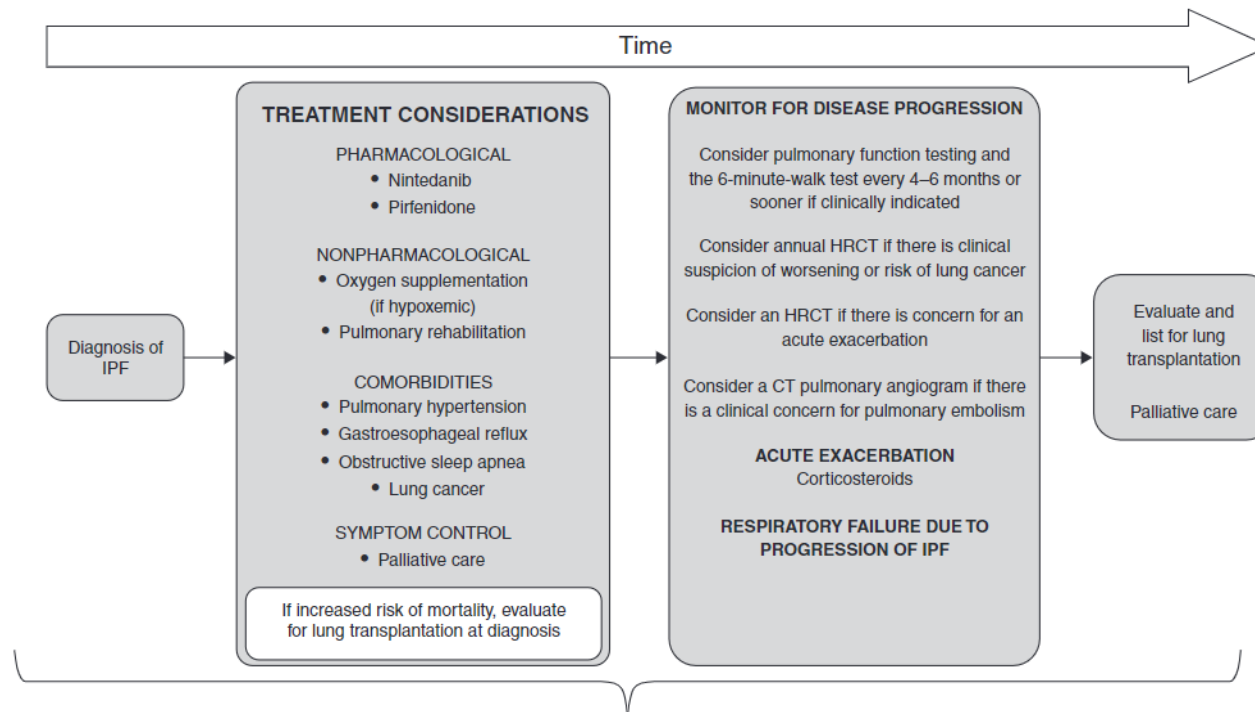 Time
Diagnosis of
IPF
TREATMENT CONSIDERATIONS
PHARMACOLOGICAL
• Nintedanib
• Pirfenidone
NONPHARMACOLOGICAL
• Oxygen supplementation
(if hypoxemic)
• Pulmonary rehabilitation
COMORBIDITIES
• Pulmonary hypertension
• Gastroesophageal reflux
• Obstructive sleep apnea
• Lung cancer
SYMPTOM CONTROL
• Palliative care
If increased risk of mortality, evaluate
for lung transplantation at diagnosis
MONITOR FOR DISEASE PROGRESSION
Consider pulmonary function testing and
the 6-minute-walk test every 4–6 months or
sooner if clinically indicated
Consider annual HRCT if there is clinical
suspicion of worsening or risk of lung cancer
Consider an HRCT if there is concern for an
acute exacerbation
Consider a CT pulmonary angiogram if there
is a clinical concern for pulmonary embolism
ACUTE EXACERBATION
Corticosteroids
RESPIRATORY FAILURE DUE TO
PROGRESSION OF IPF
Evaluate and
list for lung
transplantation
Palliative care